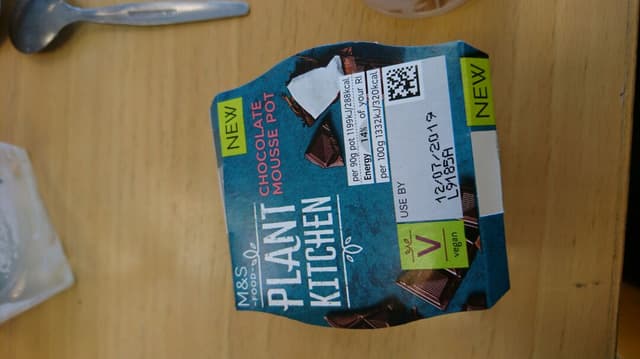 M&S
FOOD
PLANT
KITCHEN
CHOCOLATE
MOUSSE POT
NEW
per 90g pot 1199kJ/288kcal
Energy 14% of your RI
per 100g 1332kJ/320kcal
USE BY
12/07/2019
L9185A
V
vegan
NEW